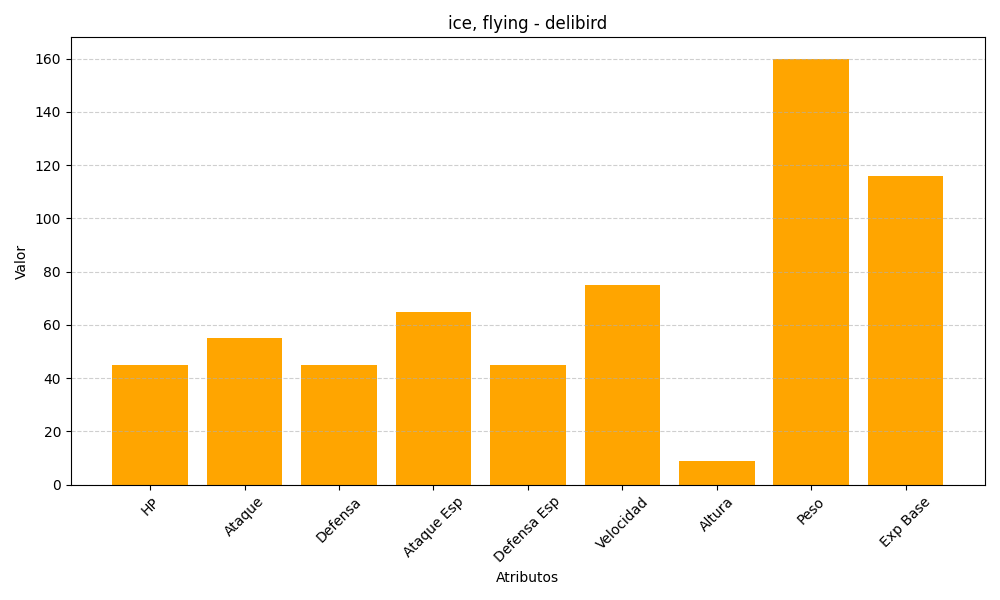 ice, flying - delibird
Valor
160
140
120
100
80
60
40
20
0
HP
Ataque
Defensa
Ataque Esp
Defensa Esp
Velocidad
Altura
Peso
Exp Base
Atributos